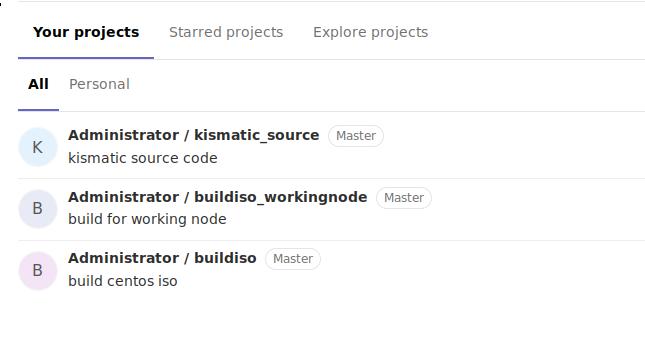 Your projects Starred projects Explore projects
All Personal
K Administrator / kismatic_source Master
kismatic source code
B Administrator / buildiso_workingnode Master
build for working node
B Administrator / buildiso Master
build centos iso